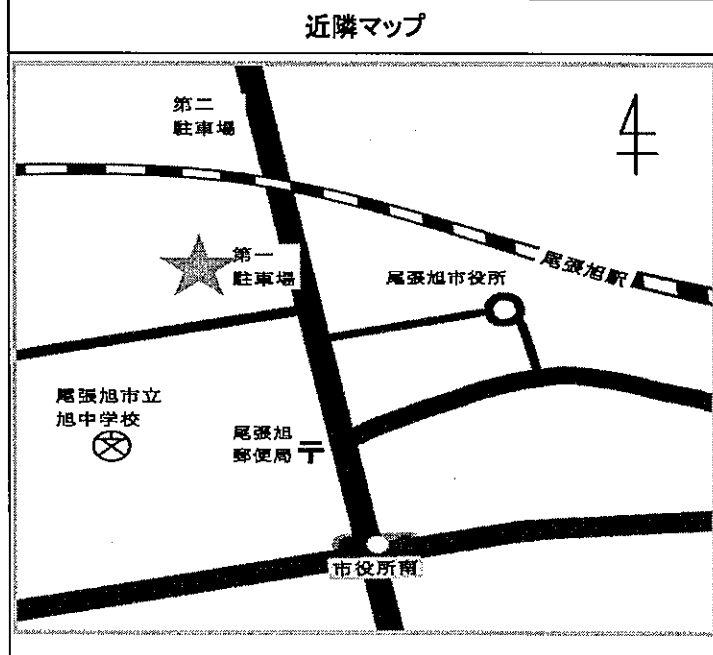 近隣マップ
第二
駐車場
第一
駐車場
尾張旭駅
尾張旭市役所
尾張旭市立
旭中学校
尾張旭
郵便局
〒
市役所南